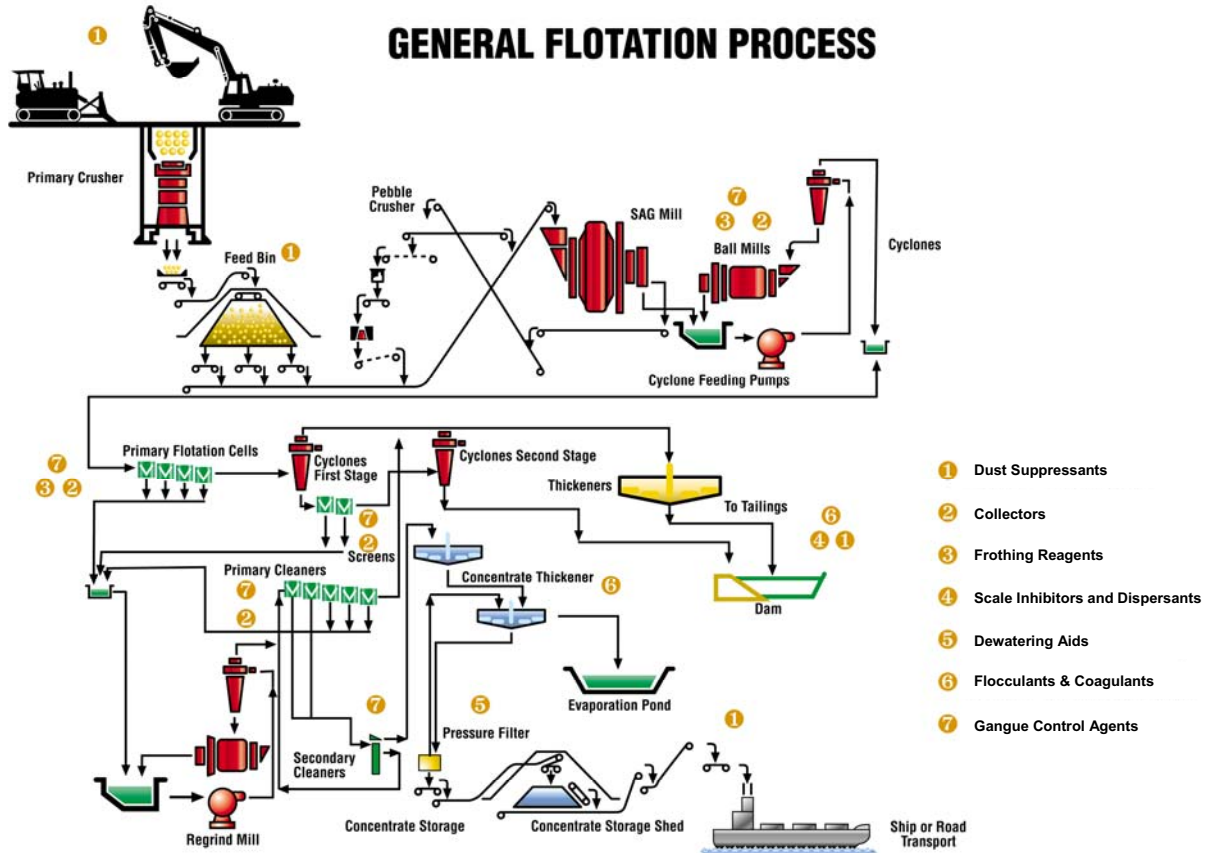 GENERAL FLOTATION PROCESS
1
Primary Crusher
Feed Bin
1
Pebble
Crusher
SAG Mill
7
3 2
Ball Mills
Cyclones
Cyclone Feeding Pumps
Primary Flotation Cells
7
3 2
Cyclones
First Stage
Cyclones Second Stage
Thickeners
To Tailings
6
4 1
Dam
7
2
Screens
Primary Cleaners
7
2
Concentrate Thickener
6
Evaporation Pond
7
Secondary
Cleaners
5
Pressure Filter
1
Regrind Mill
Concentrate Storage
Concentrate Storage Shed
Ship or Road
Transport
1 Dust Suppressants
2 Collectors
3 Frothing Reagents
4 Scale Inhibitors and Dispersants
5 Dewatering Aids
6 Flocculants & Coagulants
7 Gangue Control Agents